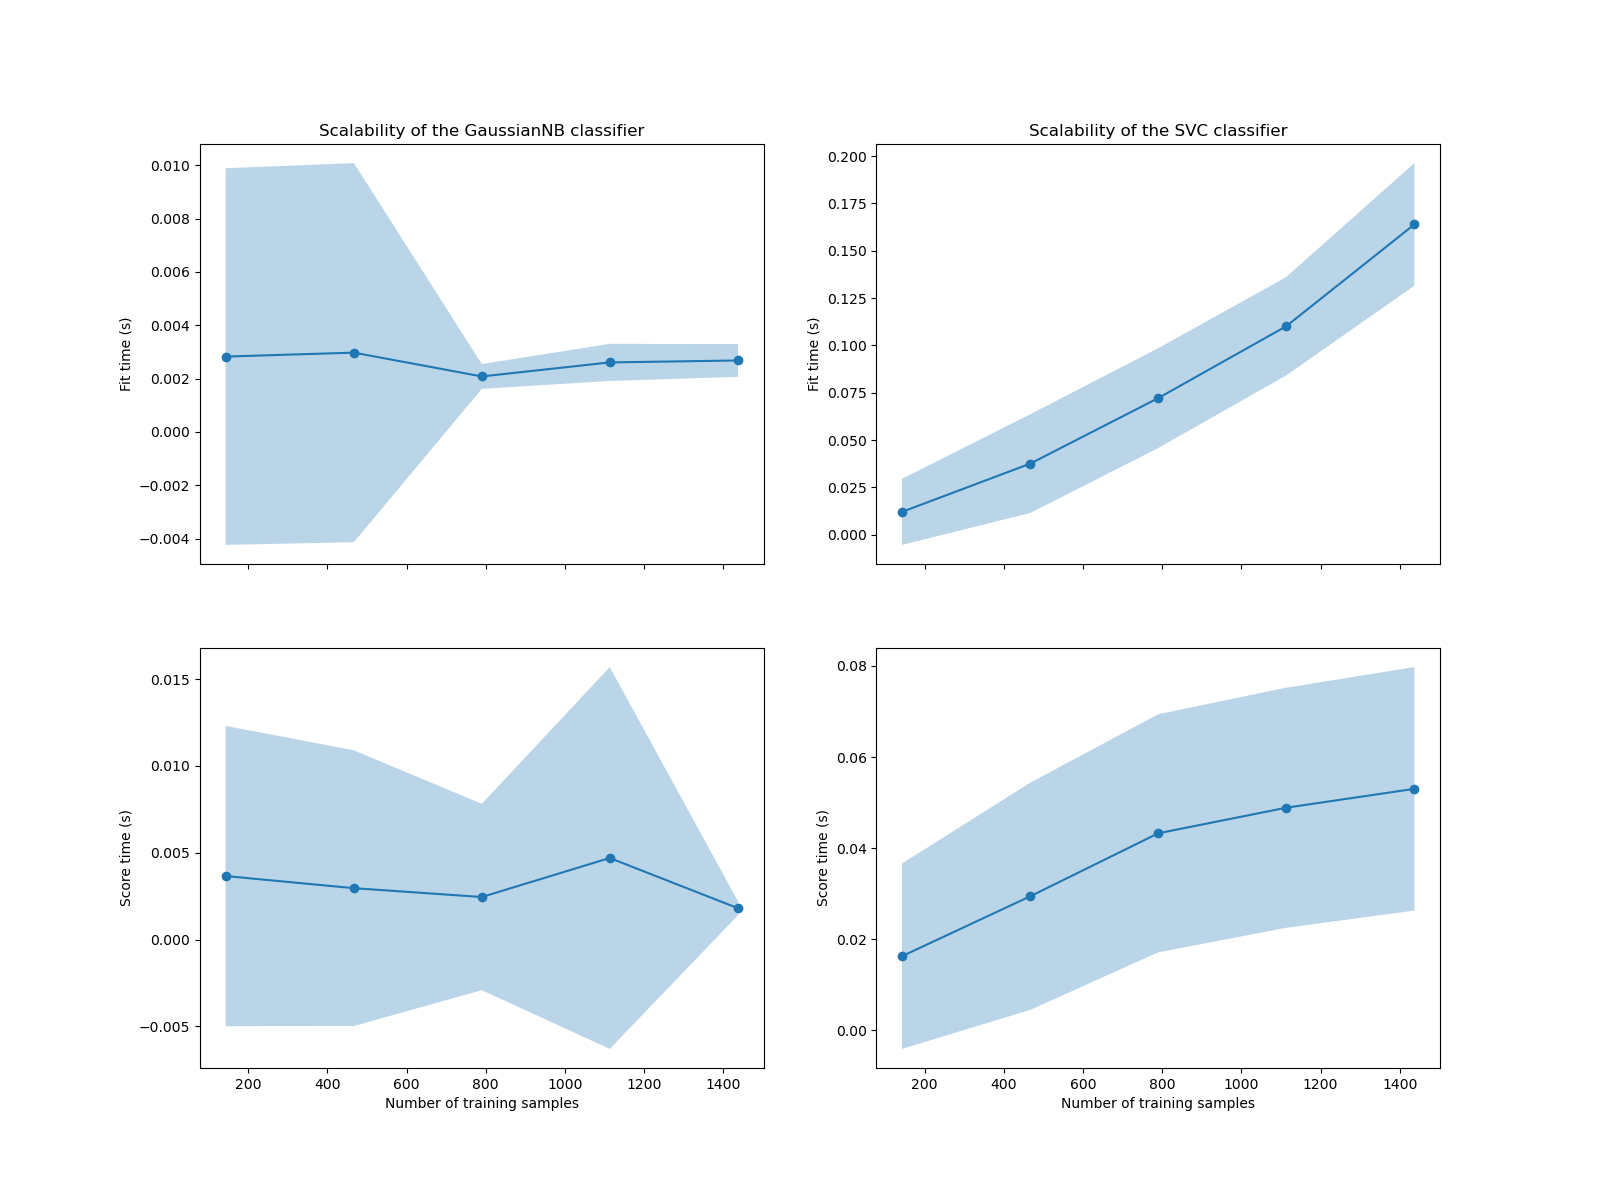 Scalability of the GaussianNB classifier
0.010
0.008
0.006
0.004
0.002
0.000
−0.002
−0.004
Fit time (s)
Scalability of the SVC classifier
0.200
0.175
0.150
0.125
0.100
0.075
0.050
0.025
0.000
Fit time (s)
0.015
0.010
0.005
0.000
−0.005
Score time (s)
200 400 600 800 1000 1200 1400
Number of training samples
0.08
0.06
0.04
0.02
0.00
Score time (s)
200 400 600 800 1000 1200 1400
Number of training samples